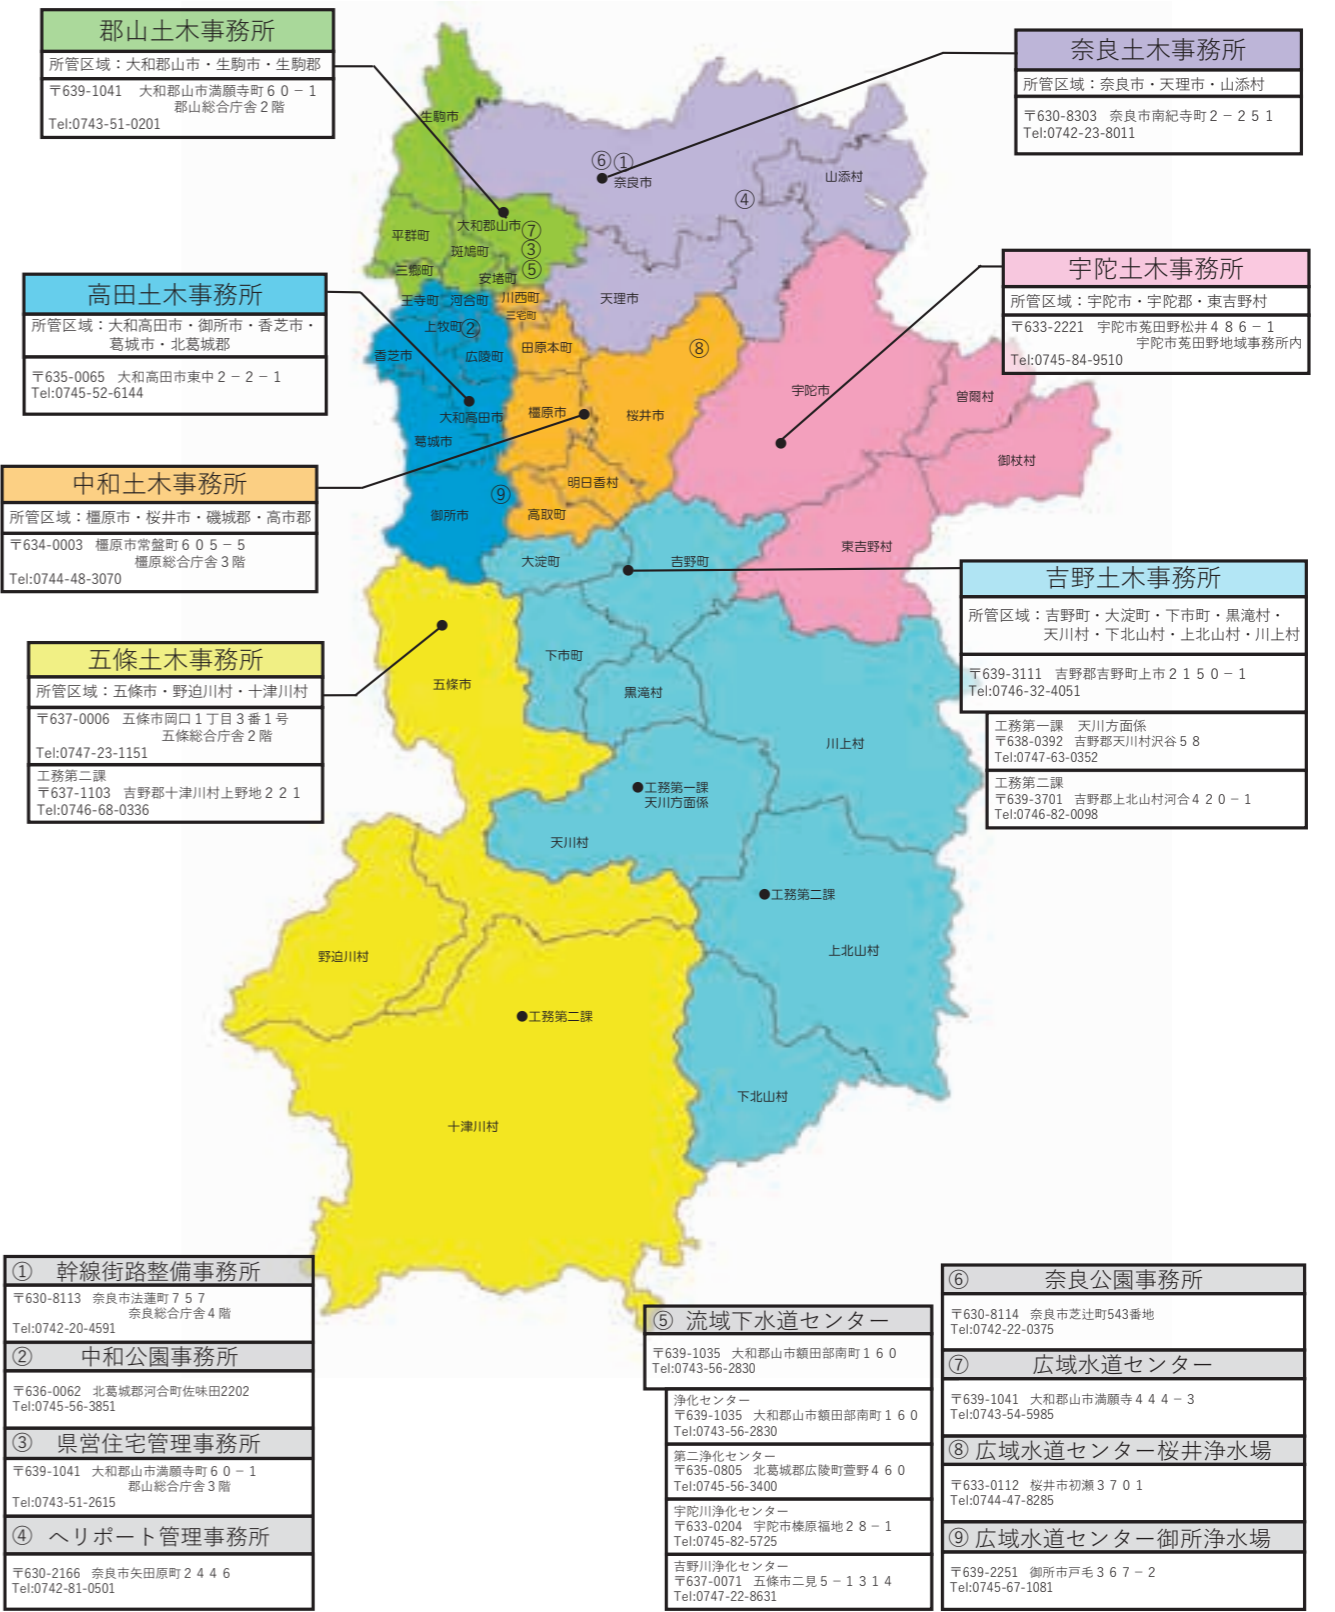 郡山土木事務所
所管区域：大和郡山市・生駒市・生駒郡
〒639-1041 大和郡山市満願寺町６０－１
郡山総合庁舎２階
Tel:0743-51-0201
奈良土木事務所
所管区域：奈良市・天理市・山添村
〒630-8303 奈良市南紀寺町２－２５１
Tel:0742-23-8011
高田土木事務所
所管区域：大和高田市・御所市・香芝市・
葛城市・北葛城郡
〒635-0065 大和高田市東中２－２－１
Tel:0745-52-6144
宇陀土木事務所
所管区域：宇陀市・宇陀郡・東吉野村
〒633-2221 宇陀市菟田野松井４８６－１
宇陀市菟田野地域事務所内
Tel:0745-84-9510
中和土木事務所
所管区域：橿原市・桜井市・磯城郡・高市郡
〒634-0003 橿原市常盤町６０５－５
橿原総合庁舎３階
Tel:0744-48-3070
吉野土木事務所
所管区域：吉野町・大淀町・下市町・黒滝村・
天川村・下北山村・上北山村・川上村
〒639-3111 吉野郡吉野町上市２１５０－１
Tel:0746-32-4051
工務第一課 天川方面係
〒638-0392 吉野郡天川村沢谷５８
Tel:0747-63-0352
工務第二課
〒639-3701 吉野郡上北山村河合４２０－１
Tel:0746-82-0098
五條土木事務所
所管区域：五條市・野迫川村・十津川村
〒637-0006 五條市岡口１丁目３番１号
五條総合庁舎２階
Tel:0747-23-1151
工務第二課
〒637-1103 吉野郡十津川村上野地２２１
Tel:0746-68-0336
生駒市
⑥①
奈良市
山添村
④
大和郡山市
⑦
平群町
斑鳩町
③
三郷町
安堵町
⑤
天理市
王寺町
河合町
川西町
三宅町
上牧町
②
香芝市
広陵町
田原本町
⑧
宇陀市
曽爾村
大和高田市
橿原市
桜井市
葛城市
御杖村
明日香村
⑨
御所市
高取町
東吉野村
大淀町
吉野町
下市町
五條市
黒滝村
川上村
●工務第一課
天川方面係
天川村
●工務第二課
上北山村
野迫川村
●工務第二課
下北山村
十津川村
① 幹線街路整備事務所
〒630-8113 奈良市法蓮町７５７
奈良総合庁舎４階
Tel:0742-20-4591
② 中和公園事務所
〒636-0062 北葛城郡河合町佐味田2202
Tel:0745-56-3851
③ 県営住宅管理事務所
〒639-1041 大和郡山市満願寺町６０－１
郡山総合庁舎３階
Tel:0743-51-2615
④ ヘリポート管理事務所
〒630-2166 奈良市矢田原町２４４６
Tel:0742-81-0501
⑤ 流域下水道センター
〒639-1035 大和郡山市額田部南町１６０
Tel:0743-56-2830
浄化センター
〒639-1035 大和郡山市額田部南町１６０
Tel:0743-56-2830
第二浄化センター
〒635-0805 北葛城郡広陵町萱野４６０
Tel:0745-56-3400
宇陀川浄化センター
〒633-0204 宇陀市榛原福地２８－１
Tel:0745-82-5725
吉野川浄化センター
〒637-0071 五條市二見５－１３１４
Tel:0747-22-8631
⑥ 奈良公園事務所
〒630-8114 奈良市芝辻町543番地
Tel:0742-22-0375
⑦ 広域水道センター
〒639-1041 大和郡山市満願寺４４４－３
Tel:0743-54-5985
⑧ 広域水道センター桜井浄水場
〒633-0112 桜井市初瀬３７０１
Tel:0744-47-8285
⑨ 広域水道センター御所浄水場
〒639-2251 御所市戸毛３６７－２
Tel:0745-67-1081